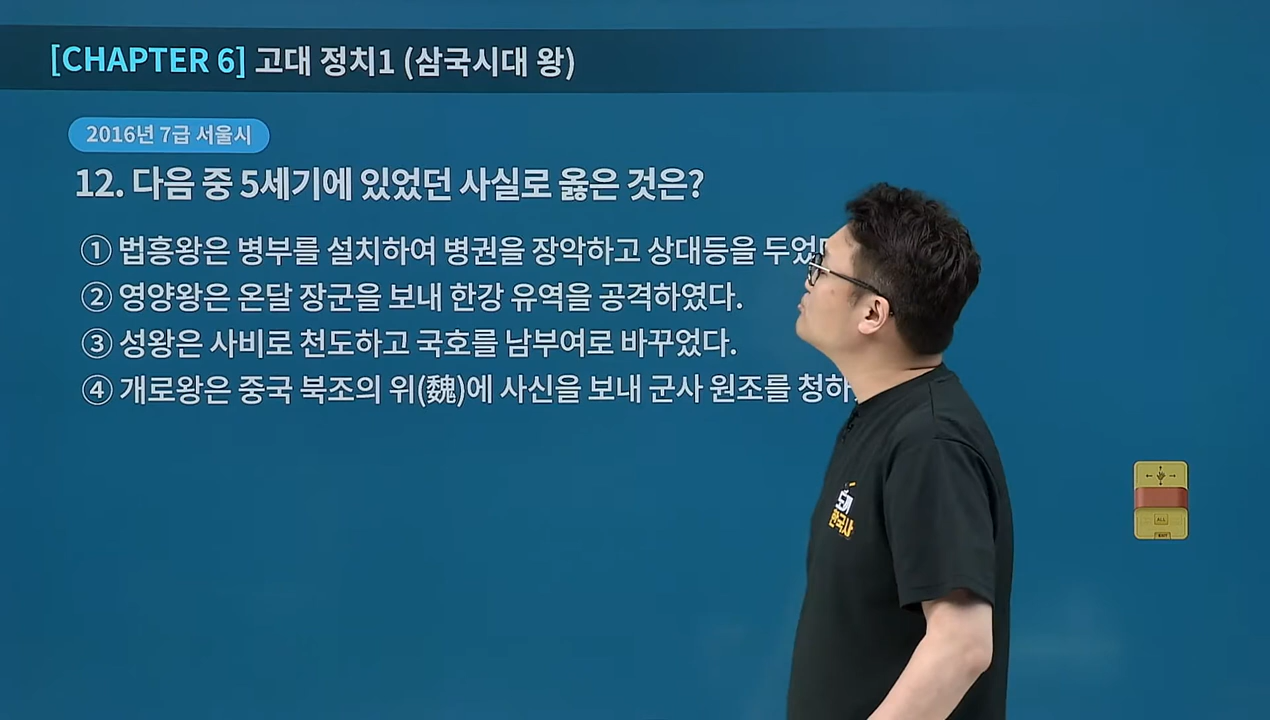 [CHAPTER 6] 고대 정치1 (삼국시대 왕)
2016년 7급 서울시
12. 다음 중 5세기에 있었던 사실로 옳은 것은?
① 법흥왕은 병부를 설치하여 병권을 장악하고 상대등을
② 영양왕은 온달 장군을 보내 한강 유역을 공격하였다.
③ 성왕은 사비로 천도하고 국호를 남부여로 바꾸었다.
④ 개로왕은 중국 북조의 위(魏)에 사신을 보내 군사 원조를
한국사
ALL